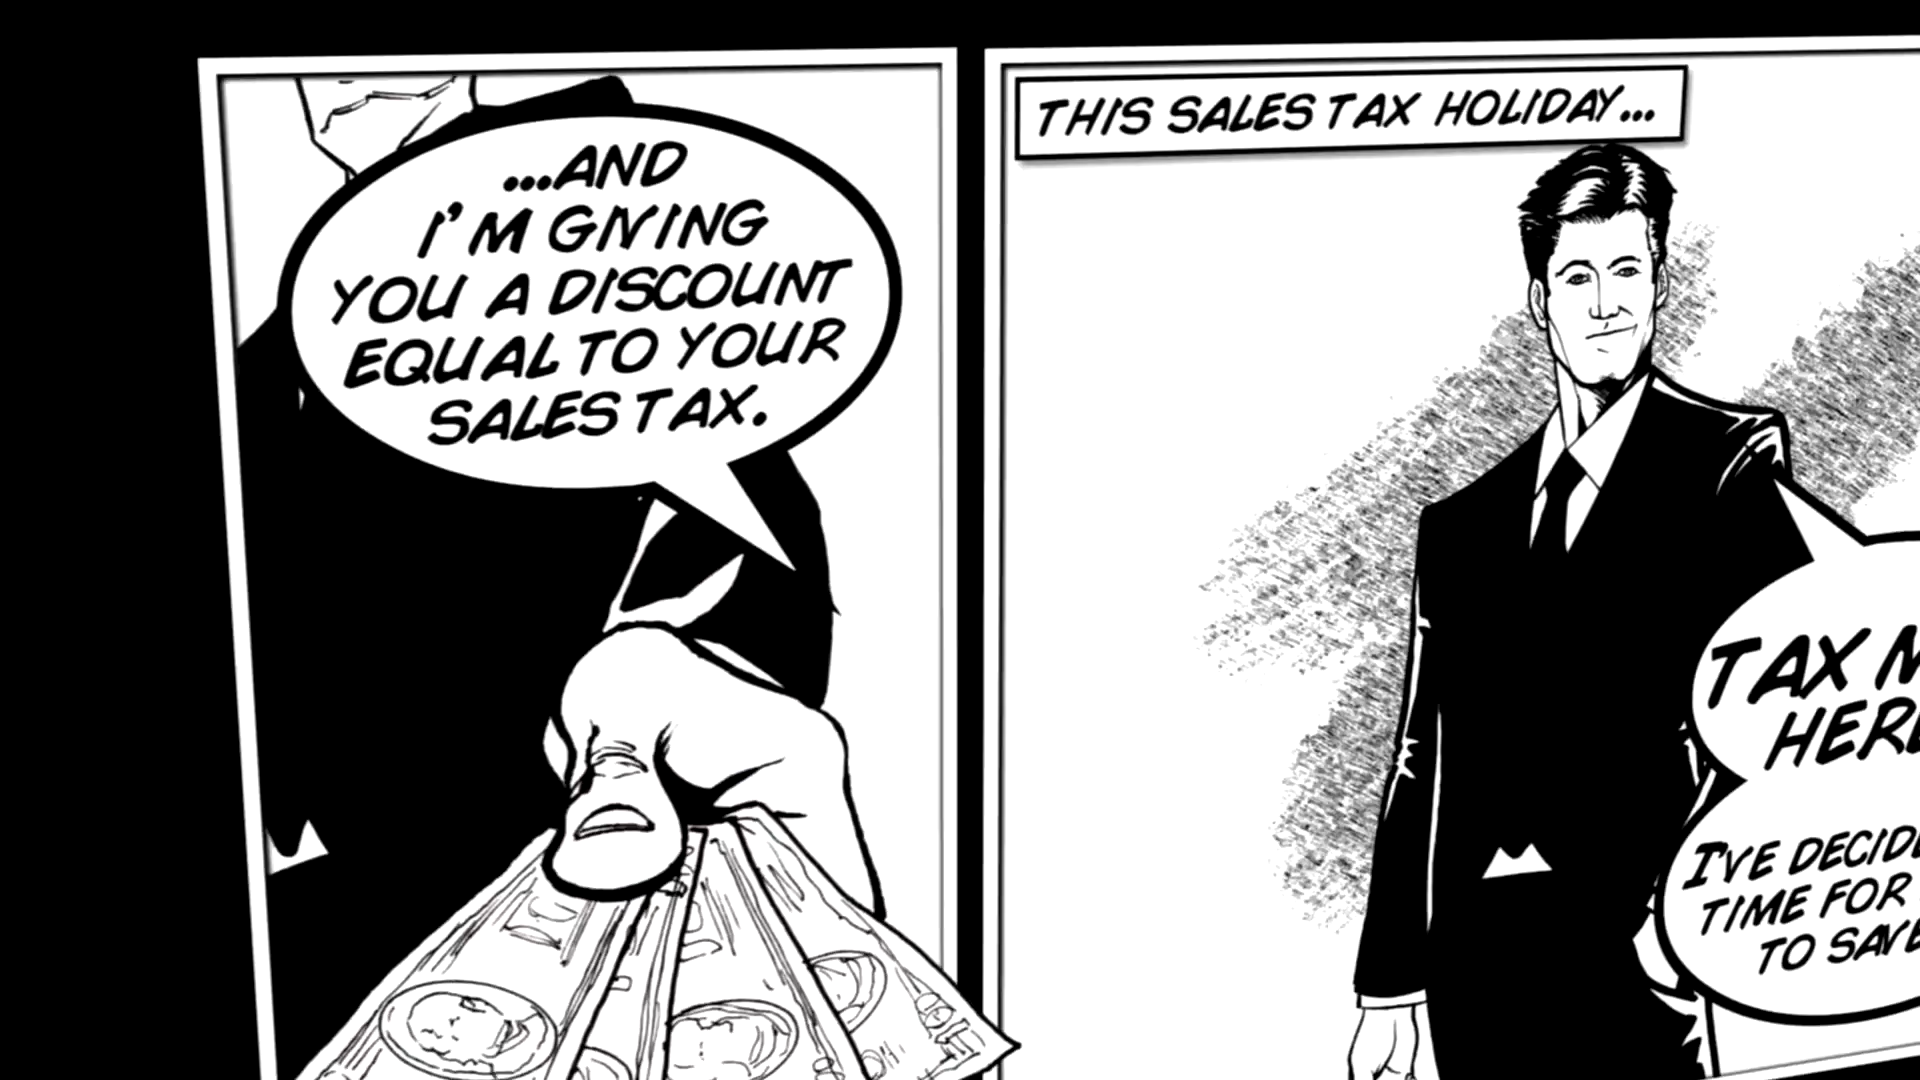 ...AND
I'M GIVING
YOU A DISCOUNT
EQUAL TO YOUR
SALES TAX.
THIS SALES TAX HOLIDAY...
TAX
HERE
I'VE
TIME FOR
TO SAVE